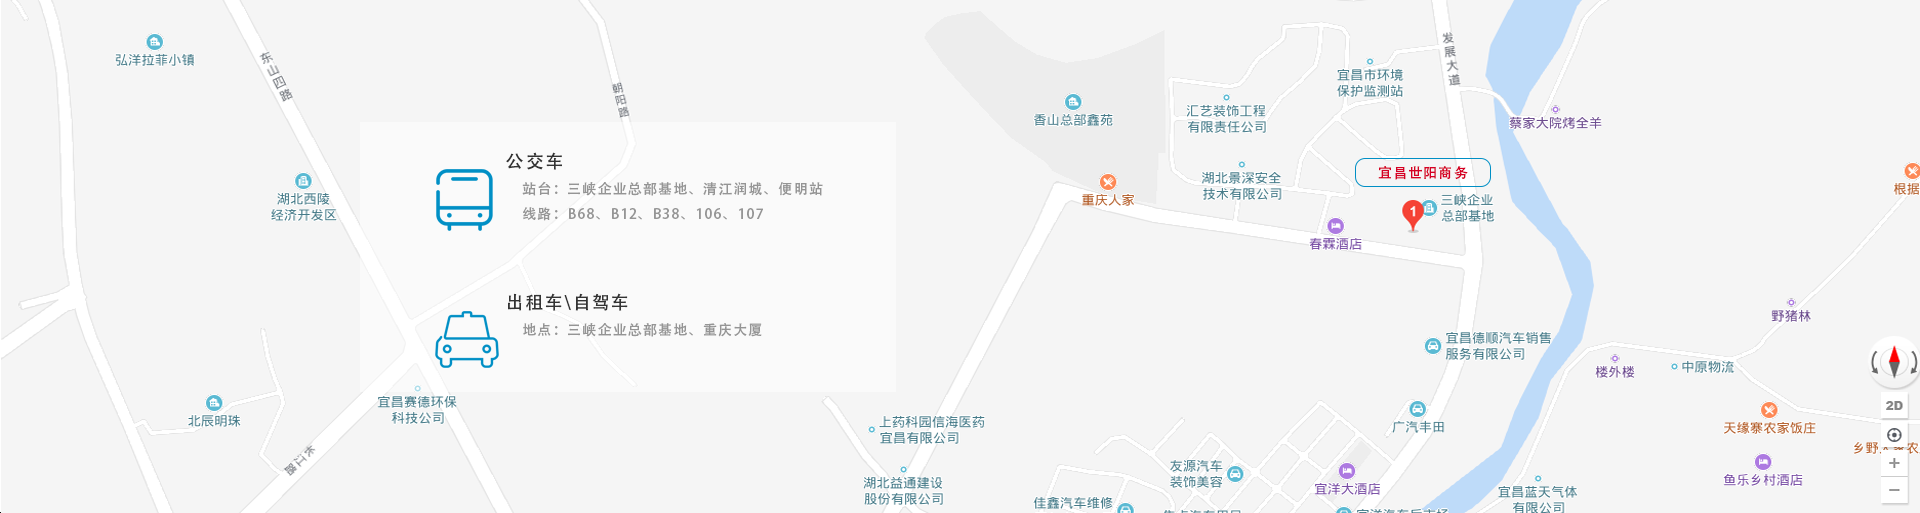 弘洋拉菲小镇
东山四路
朝阳路
发展大道
宜昌市环境
保护监测站
香山总部鑫苑
汇艺装饰工程
有限责任公司
蔡家大院烤全羊
公交车
站台：三峡企业总部基地、清江润城、便明站
线路：B68、B12、B38、106、107
宜昌世阳商务
湖北西陵
经济开发区
重庆人家
湖北景深安全
技术有限公司
三峡企业
总部基地
1
春霖酒店
根据
出租车\自驾车
地点：三峡企业总部基地、重庆大厦
野猪林
宜昌德顺汽车销售
服务有限公司
楼外楼
中原物流
2D
北辰明珠
宜昌赛德环保
科技公司
上药科园信海医药
宜昌有限公司
广汽丰田
天缘寨农家饭庄
长江路
友源汽车
装饰美容
宜洋大酒店
鱼乐乡村酒店
湖北益通建设
股份有限公司
佳鑫汽车维修
宜昌蓝天气体
有限公司